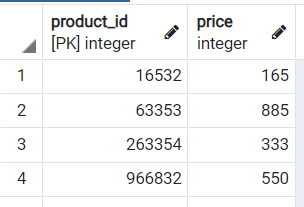 product_id price
[PK] integer integer
1 16532 165
2 63353 885
3 263354 333
4 966832 550